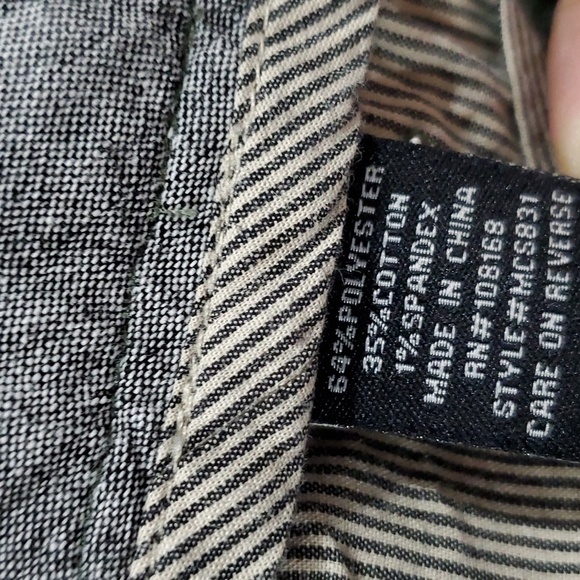 64% POLYESTER
35% COTTON
1% SPANDEX
MADE IN CHINA
RN# 108168
STYLE# MCS831
CARE ON REVERSE